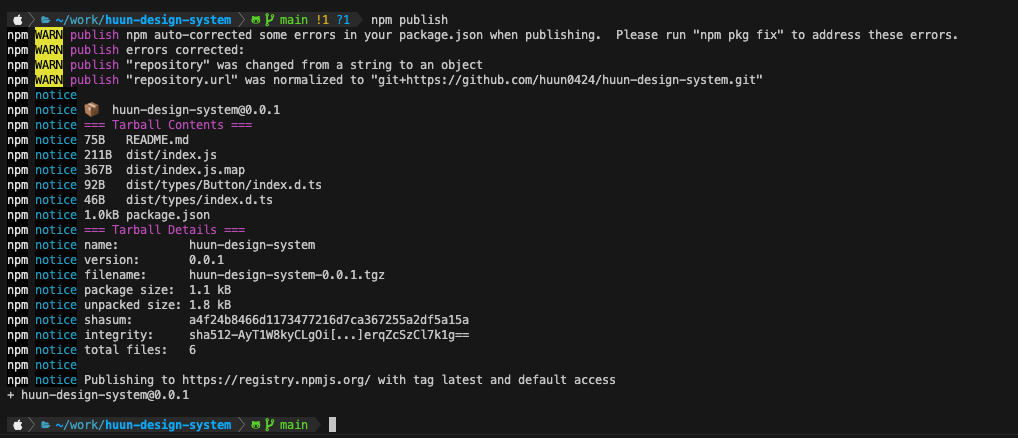 ~/work/huun-design-system main !1 ?1 npm publish
npm WARN publish npm auto-corrected some errors in your package.json when publishing.  Please run "npm pkg fix" to address these errors.
npm WARN publish errors corrected:
npm WARN publish "repository" was changed from a string to an object
npm WARN publish "repository.url" was normalized to "git+https://github.com/huun0424/huun-design-system.git"
npm notice
npm notice 📦  huun-design-system@0.0.1
npm notice === Tarball Contents ===
npm notice 75B   README.md
npm notice 211B  dist/index.js
npm notice 367B  dist/index.js.map
npm notice 92B   dist/types/Button/index.d.ts
npm notice 46B   dist/types/index.d.ts
npm notice 1.0kB package.json
npm notice === Tarball Details ===
npm notice name:          huun-design-system
npm notice version:       0.0.1
npm notice filename:      huun-design-system-0.0.1.tgz
npm notice package size:  1.1 kB
npm notice unpacked size: 1.8 kB
npm notice shasum:        a4f24b8466d1173477216d7ca367255a2df5a15a
npm notice integrity:     sha512-AyT1W8kyCLgOi[...]erqZcSzCl7k1g==
npm notice total files:   6
npm notice
npm notice Publishing to https://registry.npmjs.org/ with tag latest and default access
+ huun-design-system@0.0.1
~/work/huun-design-system main